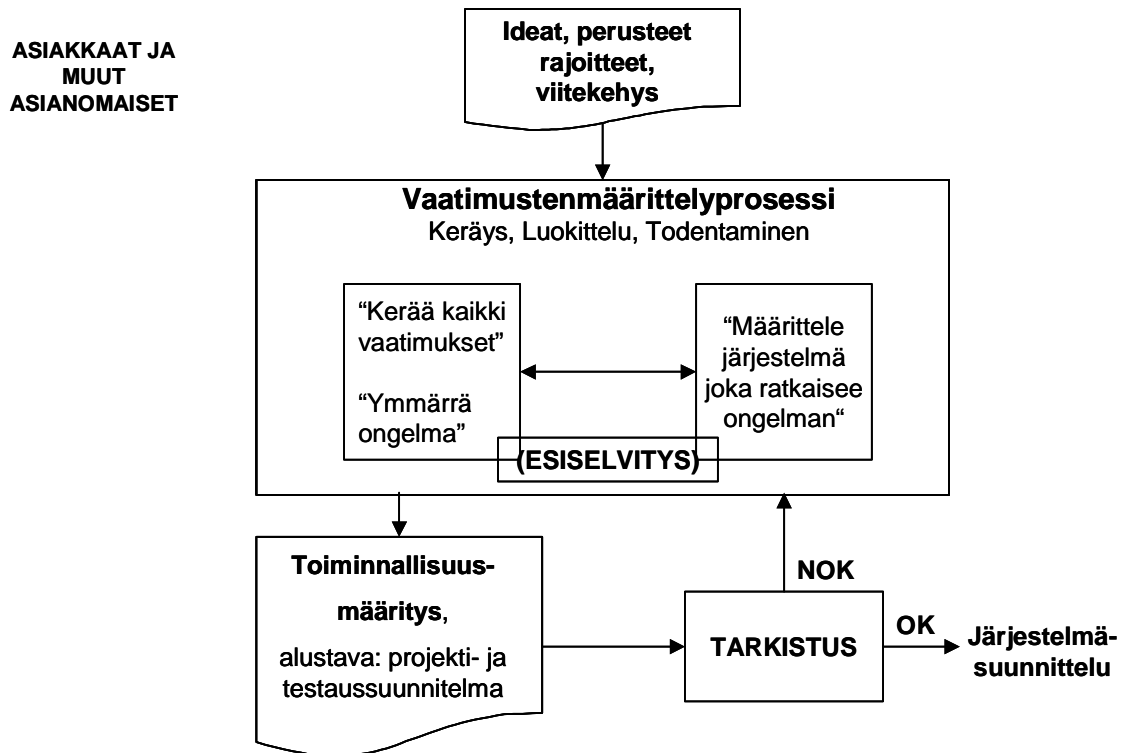 ASIAKKAAT JA
MUUT
ASIANOMAISET
Ideat, perusteet
rajoitteet,
viitekehys
Vaatimustenmäärittelyprosessi
Keräys, Luokittelu, Todentaminen
“Kerää kaikki
vaatimukset”
“Ymmärrä
ongelma”
“Määrittele
järjestelmä
joka ratkaisee
ongelman“
(ESISELVITYS)
Toiminnallisuus-
määritys,
alustava: projekti- ja
testaussuunnitelma
TARKISTUS
NOK
OK
Järjestelmä-
suunnittelu